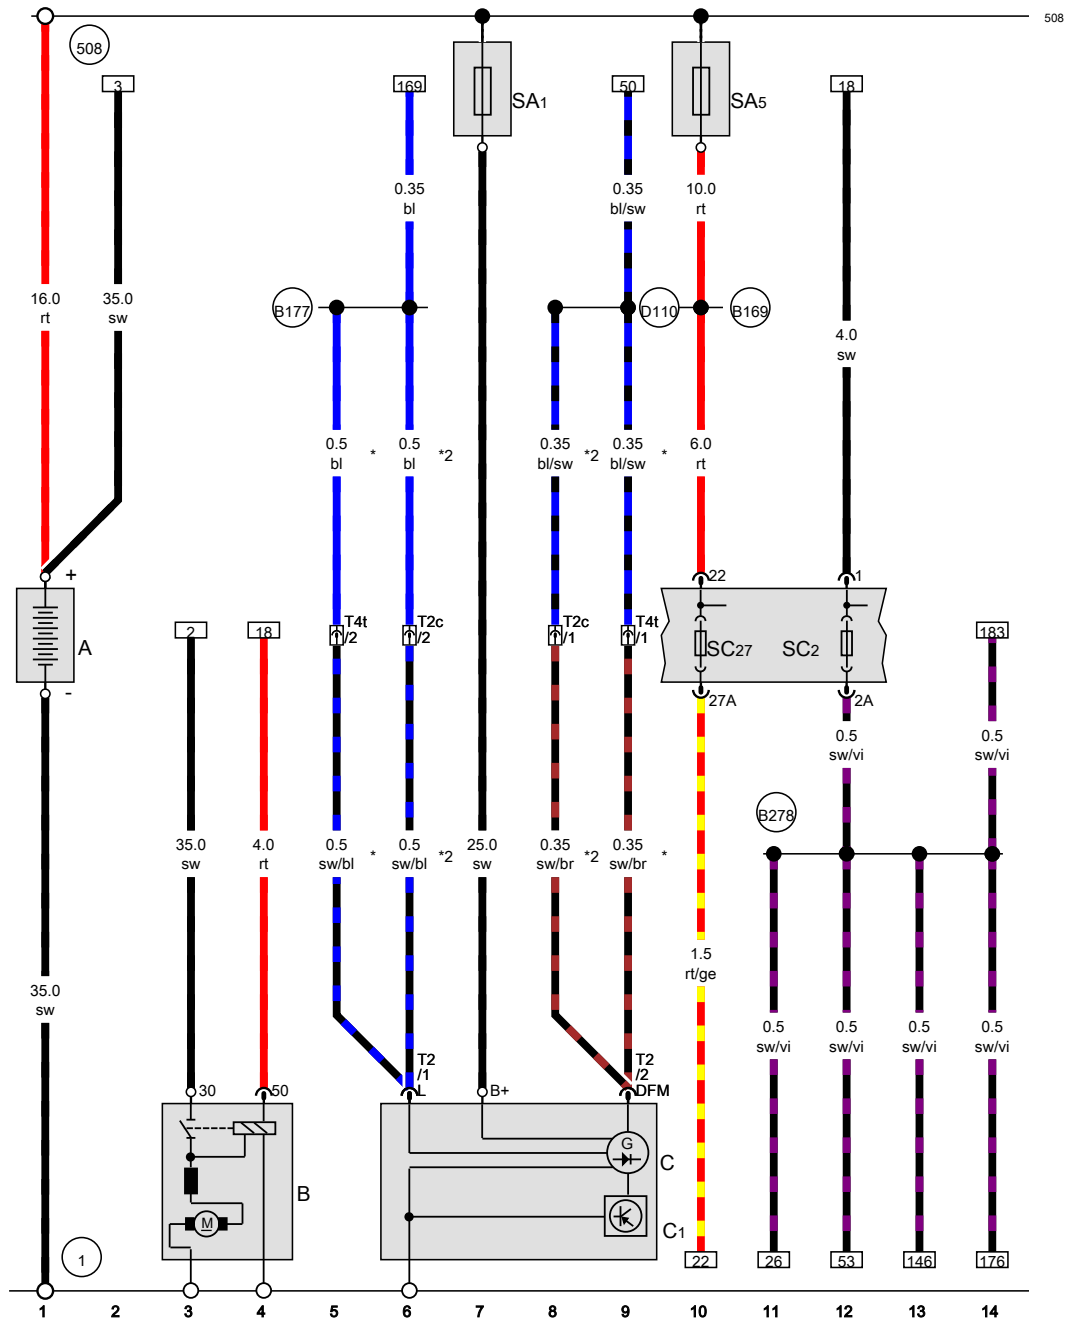 508
508
3
169
SA1
50
SA5
18
0.35
bl
0.35
bl/sw
10.0
rt
16.0
rt
35.0
sw
B177
D110
B169
4.0
sw
0.5
bl
*
0.5
bl
*2
0.35
bl/sw
*2
0.35
bl/sw
*
6.0
rt
+
22
1
A
2
18
T4t
/2
T2c
/2
T2c
/1
T4t
/1
SC27
SC2
183
-
27A
2A
0.5
sw/vi
0.5
sw/vi
B278
35.0
sw
4.0
rt
0.5
sw/bl
*
0.5
sw/bl
*2
25.0
sw
0.35
sw/br
*2
0.35
sw/br
*
1.5
rt/ge
35.0
sw
0.5
sw/vi
0.5
sw/vi
0.5
sw/vi
0.5
sw/vi
T2
/1
T2
/2
30
50
L
B+
DFM
G
C
B
M
C1
1
22
26
53
146
176
1
2
3
4
5
6
7
8
9
10
11
12
13
14